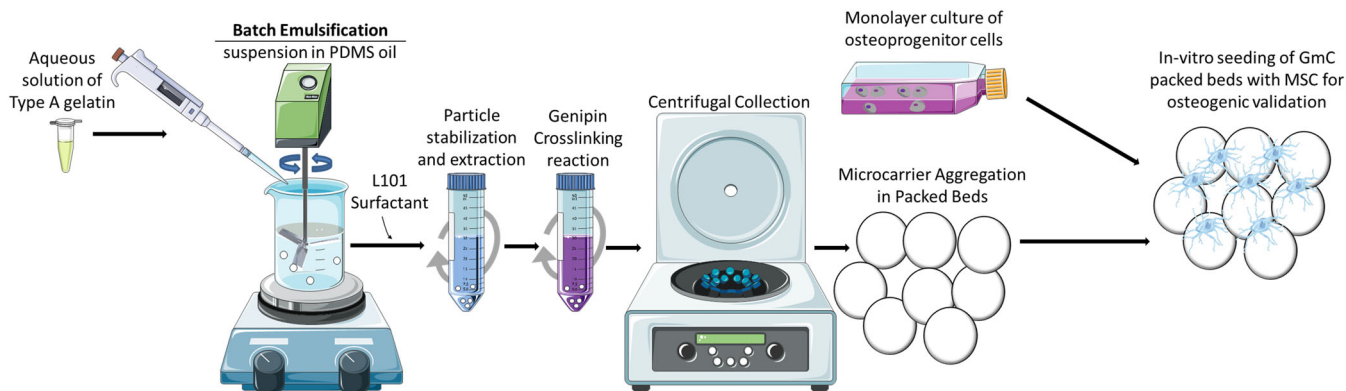 Aqueous
solution of
Type A gelatin
Batch Emulsification
suspension in PDMS oil
L101
Surfactant
Particle
stabilization
and extraction
Genipin
Crosslinking
reaction
Centrifugal Collection
Monolayer culture of
osteoprogenitor cells
Microcarrier Aggregation
in Packed Beds
In-vitro seeding of GmC
packed beds with MSC for
osteogenic validation